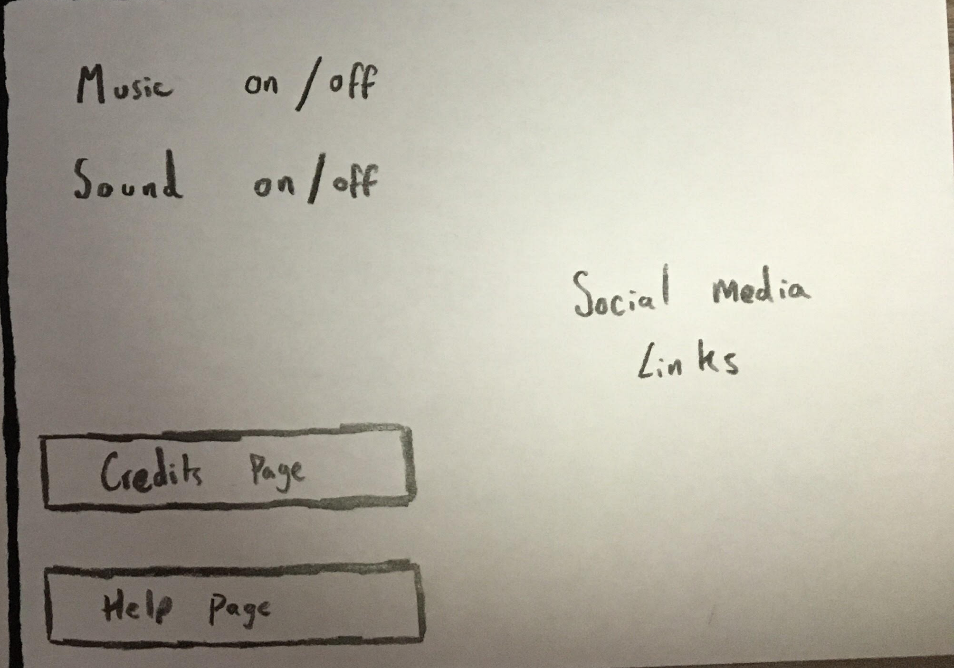 Music on/off
Sound on/off
Social Media
Links
Credits Page
Help Page